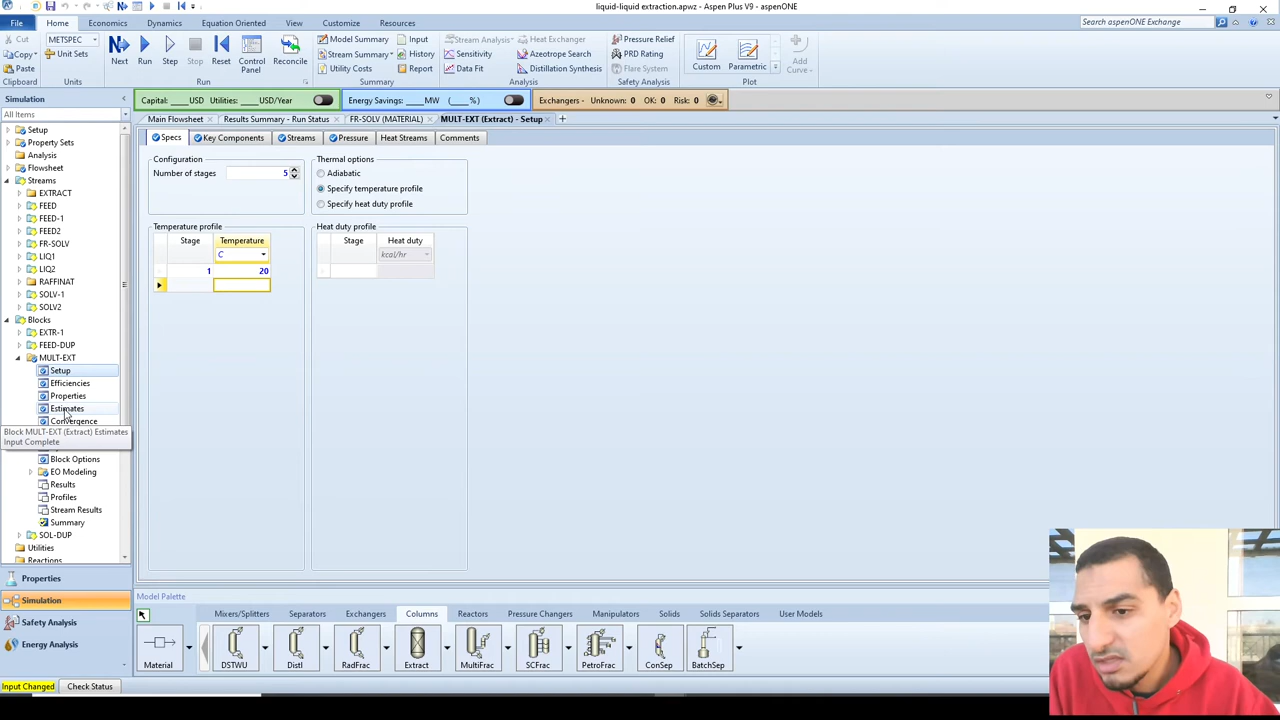 liquid-liquid extraction.apwz - Aspen Plus V9 - aspenONE
File Home Economics Dynamics Equation Oriented View Customize Resources Search aspenONE Exchange
Cut METSPEC Model Summary Input Stream Analysis Heat Exchanger Pressure Relief
Copy Unit Sets Stream Summary History Sensitivity Azeotrope Search PRD Rating
Paste Next Run Step Stop Reset Control Panel Reconcile Utility Costs Report Data Fit Distillation Synthesis Flare System Custom Parametric Add Curve
Clipboard Units Run Summary Analysis Safety Analysis Plot
Simulation Capital: ____ USD Utilities: ____ USD/Year Energy Savings: ____ MW (____ %) Exchangers - Unknown: 0 OK: 0 Risk: 0
All Items Main Flowsheet Results Summary - Run Status FR-SOLV (MATERIAL) MULT-EXT (Extract) - Setup
Setup
Property Sets
Analysis
Flowsheet
Streams
EXTRACT
FEED
FEED-1
FEED2
FR-SOLV
LIQ1
LIQ2
RAFFINAT
SOLV-1
SOLV2
Blocks
EXTR-1
FEED-DUP
MULT-EXT
Setup
Efficiencies
Properties
Estimates
Convergence
Block MULT-EXT (Extract) Estimates
Input Complete
Block Options
EO Modeling
Results
Profiles
Stream Results
Summary
SOL-DUP
Utilities
Reactions
Properties
Simulation
Safety Analysis
Energy Analysis
Specs Key Components Streams Pressure Heat Streams Comments
Configuration
Number of stages 5
Thermal options
Adiabatic
Specify temperature profile
Specify heat duty profile
Temperature profile
Stage Temperature
C
1 20
Heat duty profile
Stage Heat duty
kcal/hr
Model Palette
Mixers/Splitters Separators Exchangers Columns Reactors Pressure Changers Manipulators Solids Solids Separators User Models
Material DSTWU Distl RadFrac Extract MultiFrac SCFrac PetroFrac ConSep BatchSep
Input Changed Check Status